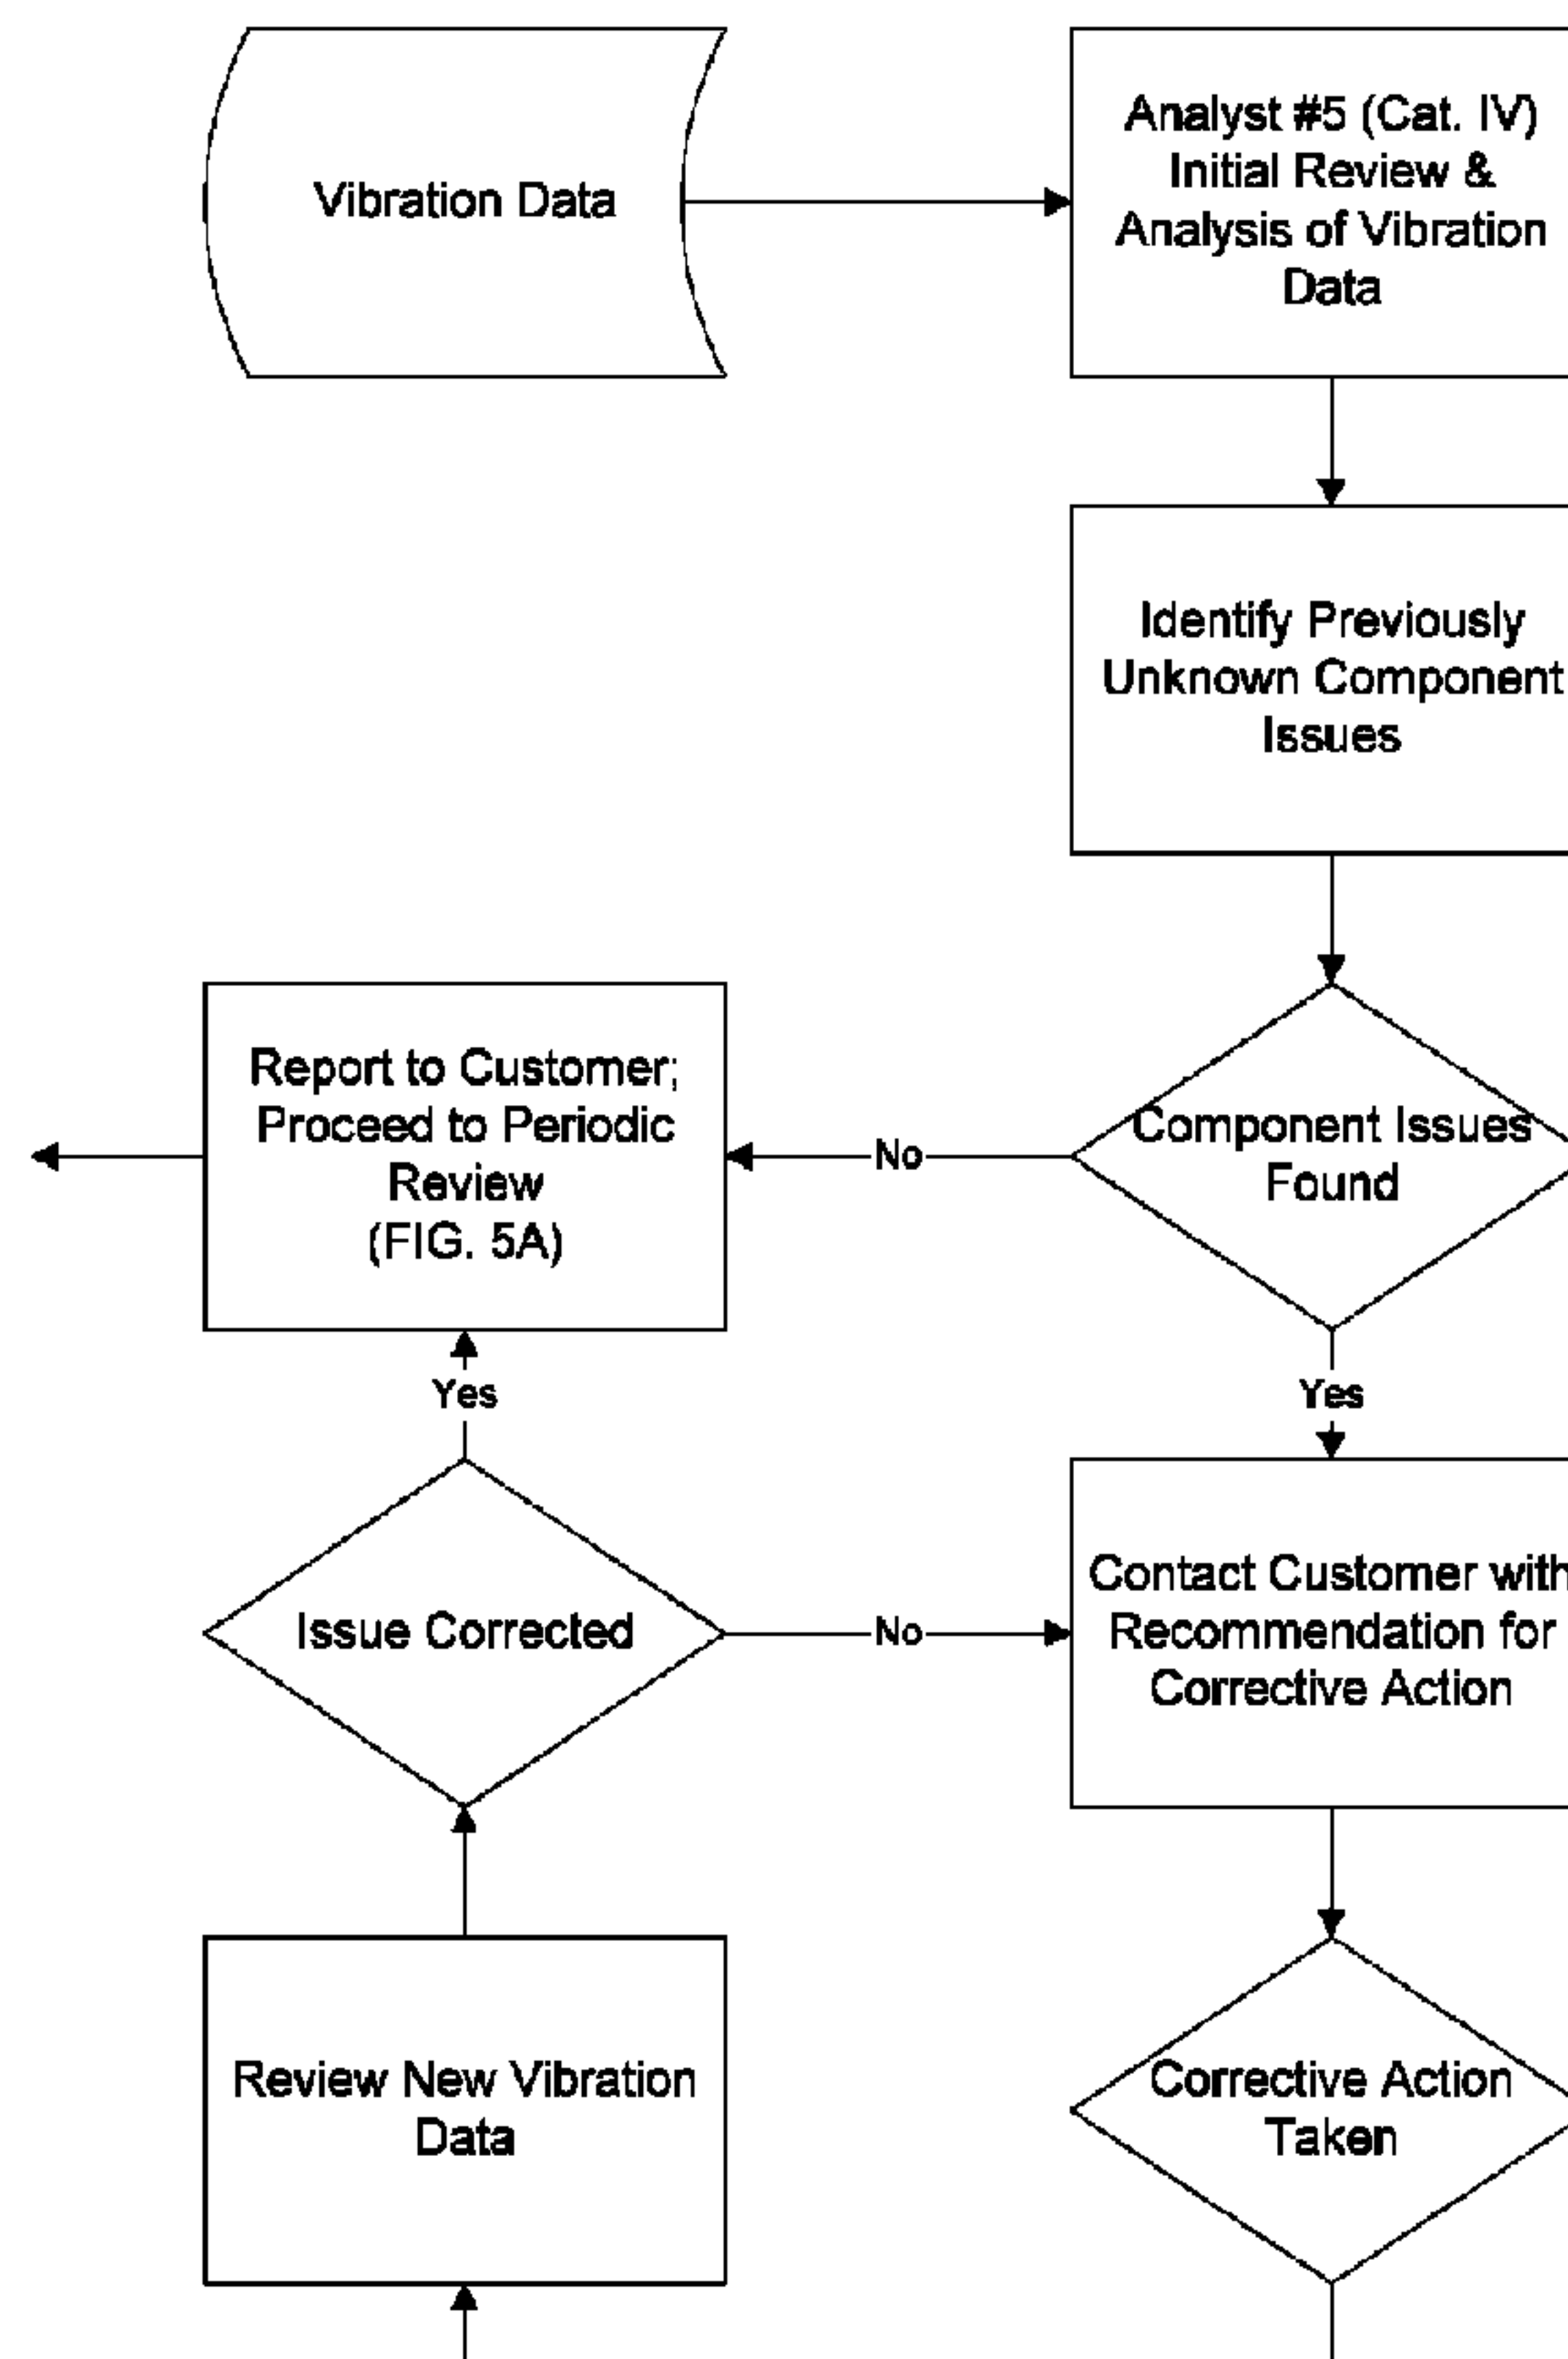 Vibration Data
Analyst #5 (Cat. IV)
Initial Review &
Analysis of Vibration
Data
Identify Previously
Unknown Component
Issues
Report to Customer;
Proceed to Periodic
Review
(FIG. 5A)
No
Component Issues
Found
Yes
Yes
Issue Corrected
No
Contact Customer with
Recommendation for
Corrective Action
Review New Vibration
Data
Corrective Action
Taken